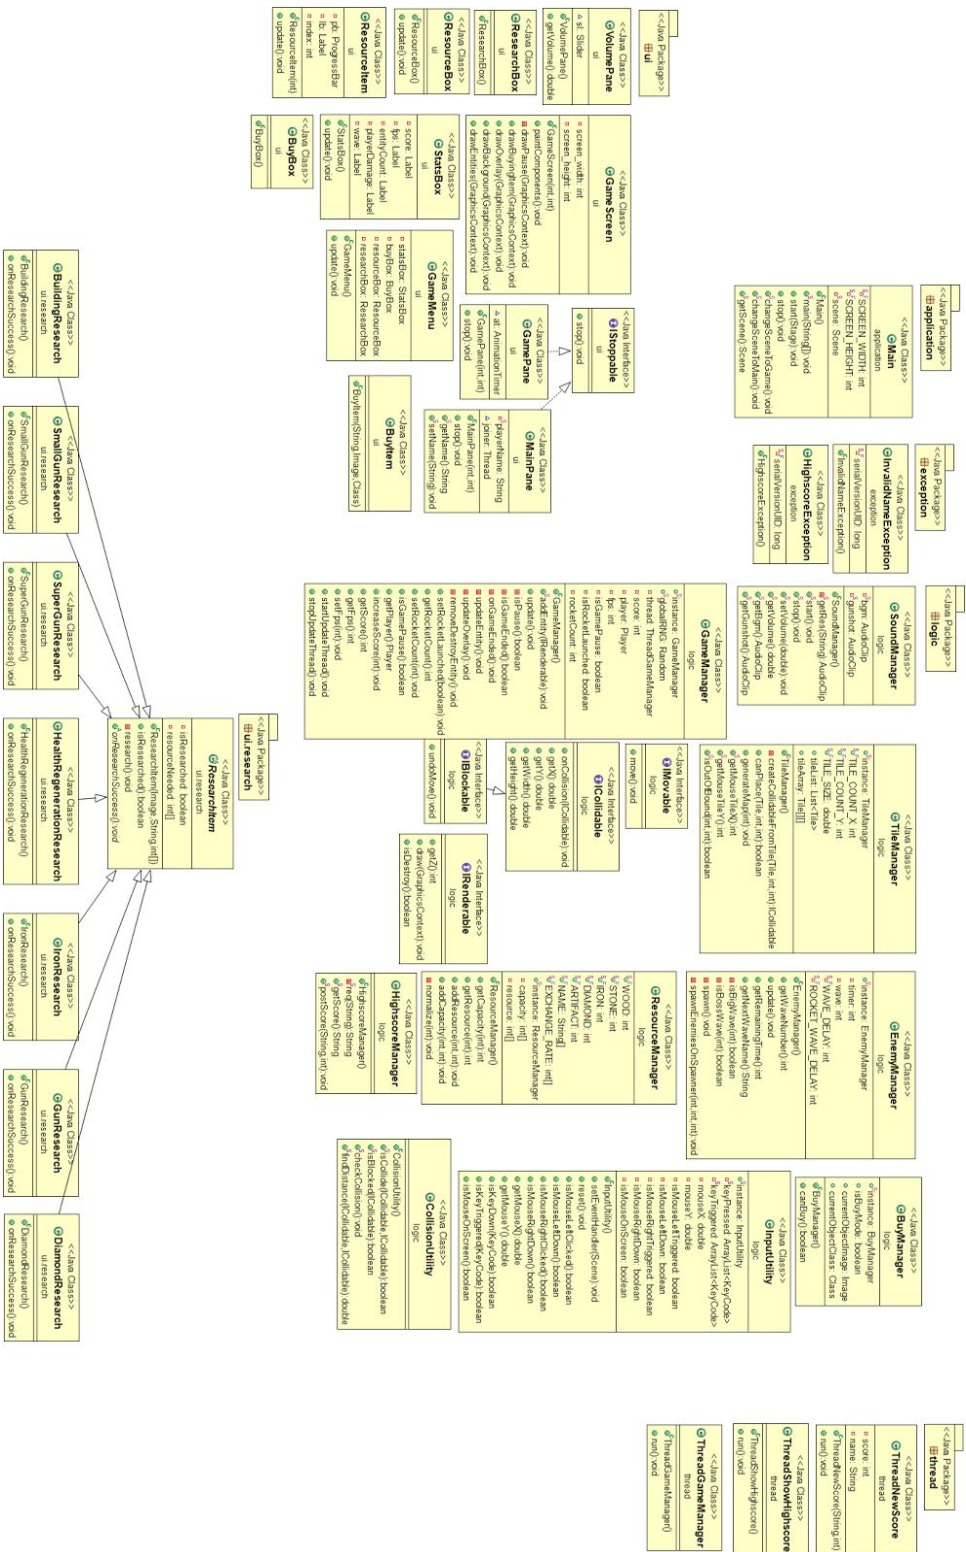 <<Java Package>>
ui
<<Java Class>>
VolumePane
ui
sl: Slider
VolumePane()
getVolume():double
<<Java Class>>
ResearchBox
ui
ResearchBox()
<<Java Class>>
ResourceBox
ui
ResourceBox()
update():void
<<Java Class>>
ResourceItem
ui
pb: ProgressBar
lb: Label
index: int
ResourceItem(int)
update():void
<<Java Class>>
GameScreen
ui
screen_width: int
screen_height: int
GameScreen(int,int)
paintComponents():void
drawPause(GraphicsContext):void
drawBuyingItem(GraphicsContext):void
drawOverlay(GraphicsContext):void
drawBackground(GraphicsContext):void
drawEntities(GraphicsContext):void
<<Java Class>>
StatsBox
ui
score: Label
fps: Label
entityCount: Label
playerDamage: Label
wave: Label
StatsBox()
update():void
<<Java Class>>
BuyBox
ui
BuyBox()
<<Java Class>>
GameMenu
ui
statsBox: StatsBox
buyBox: BuyBox
resourceBox: ResourceBox
researchBox: ResearchBox
GameMenu()
update():void
<<Java Interface>>
IStoppable
ui
stop():void
<<Java Class>>
GamePane
ui
at: AnimationTimer
GamePane(int,int)
stop():void
<<Java Class>>
MainPane
ui
playerName: String
joiner: Thread
MainPane(int,int)
stop():void
getName():String
setName(String):void
<<Java Class>>
BuyItem
ui
BuyItem(String,Image,Class)
<<Java Package>>
application
<<Java Class>>
Main
application
SCREEN_WIDTH: int
SCREEN_HEIGHT: int
scene: Scene
Main()
main(String[]):void
start(Stage):void
stop():void
changeSceneToGame():void
changeSceneToMain():void
getScene():Scene
<<Java Package>>
exception
<<Java Class>>
InvalidNameException
exception
serialVersionUID: long
InvalidNameException()
<<Java Class>>
HighscoreException
exception
serialVersionUID: long
HighscoreException()
<<Java Package>>
logic
<<Java Class>>
SoundManager
logic
bgm: AudioClip
gunshot: AudioClip
SoundManager()
getRes(String):AudioClip
start():void
stop():void
setVolume(double):void
getVolume():double
getBgm():AudioClip
getGunshot():AudioClip
<<Java Class>>
GameManager
logic
instance: GameManager
globalRNG: Random
thread: ThreadGameManager
score: int
player: Player
fps: int
isGamePause: boolean
isRocketLaunched: boolean
rocketCount: int
GameManager()
addEntity(IRenderable):void
update():void
isPause():boolean
isGameEnded():boolean
onGameEnded():void
updateEntity():void
updateOverlay():void
removeDestroyEntity():void
setRocketLaunched(boolean):void
getRocketCount():int
setRocketCount(int):void
isGamePause():boolean
getPlayer():Player
increaseScore(int):void
getScore():int
getFps():int
setFps(int):void
startUpdateThread():void
stopUpdateThread():void
<<Java Class>>
TileManager
logic
instance: TileManager
TILE_COUNT_X: int
TILE_COUNT_Y: int
TILE_SIZE: double
tileList: List<Tile>
tileArray: Tile[][]
TileManager()
createCollidableFromTile(Tile,int,int):ICollidable
canPlace(Tile,int,int):boolean
generateMap(int):void
getMouseTileX():int
getMouseTileY():int
isOutOfBound(int,int):boolean
<<Java Interface>>
IMovable
logic
move():void
<<Java Interface>>
ICollidable
logic
onCollision(ICollidable):void
getX():double
getY():double
getWidth():double
getHeight():double
<<Java Interface>>
IBlockable
logic
undoMove():void
<<Java Interface>>
IRenderable
logic
getZ():int
draw(GraphicsContext):void
isDestroy():boolean
<<Java Class>>
EnemyManager
logic
instance: EnemyManager
timer: int
wave: int
WAVE_DELAY: int
ROCKET_WAVE_DELAY: int
EnemyManager()
getWaveNumber():int
update():void
getRemainingTime():int
getNextWaveName():String
isBigWave(int):boolean
isBossWave(int):boolean
spawn():void
spawnEnemiesOnSpawner(int,int,int):void
<<Java Class>>
ResourceManager
logic
WOOD: int
STONE: int
IRON: int
DIAMOND: int
ARTIFACT: int
NAME: String[]
EXCHANGE_RATE: int[]
instance: ResourceManager
capacity: int[]
resource: int[]
ResourceManager()
getCapacity(int):int
getResource(int):int
addResource(int,int):void
addCapacity(int,int):void
normalize(int):void
<<Java Class>>
HighscoreManager
logic
HighscoreManager()
req(String):String
getScore():String
postScore(String,int):void
<<Java Class>>
BuyManager
logic
instance: BuyManager
isBuyMode: boolean
currentObjectImage: Image
currentObjectClass: Class
BuyManager()
canBuy():boolean
<<Java Class>>
InputUtility
logic
instance: InputUtility
keyPressed: ArrayList<KeyCode>
keyTriggered: ArrayList<KeyCode>
mouseX: double
mouseY: double
isMouseLeftTriggered: boolean
isMouseLeftDown: boolean
isMouseRightTriggered: boolean
isMouseRightDown: boolean
isMouseOnScreen: boolean
InputUtility()
setEventHandler(Scene):void
reset():void
isMouseLeftClicked():boolean
isMouseLeftDown():boolean
isMouseRightClicked():boolean
isMouseRightDown():boolean
getMouseX():double
getMouseY():double
isKeyDown(KeyCode):boolean
isKeyTriggered(KeyCode):boolean
isMouseOnScreen():boolean
<<Java Class>>
CollisionUtility
logic
CollisionUtility()
isCollide(ICollidable,ICollidable):boolean
isBlocked(ICollidable):boolean
checkCollision():void
findDistance(ICollidable,ICollidable):double
<<Java Package>>
thread
<<Java Class>>
ThreadNewScore
thread
score: int
name: String
ThreadNewScore(String,int)
run():void
<<Java Class>>
ThreadShowHighscore
thread
ThreadShowHighscore()
run():void
<<Java Class>>
ThreadGameManager
thread
ThreadGameManager()
run():void
<<Java Package>>
ui.research
<<Java Class>>
ResearchItem
ui.research
isResearched: boolean
resourceNeeded: int[]
ResearchItem(Image,String,int[])
isResearched():boolean
research():void
onResearchSuccess():void
<<Java Class>>
BuildingResearch
ui.research
BuildingResearch()
onResearchSuccess():void
<<Java Class>>
SmallGunResearch
ui.research
SmallGunResearch()
onResearchSuccess():void
<<Java Class>>
SuperGunResearch
ui.research
SuperGunResearch()
onResearchSuccess():void
<<Java Class>>
HealthRegenerationResearch
ui.research
HealthRegenerationResearch()
onResearchSuccess():void
<<Java Class>>
IronResearch
ui.research
IronResearch()
onResearchSuccess():void
<<Java Class>>
GunResearch
ui.research
GunResearch()
onResearchSuccess():void
<<Java Class>>
DiamondResearch
ui.research
DiamondResearch()
onResearchSuccess():void